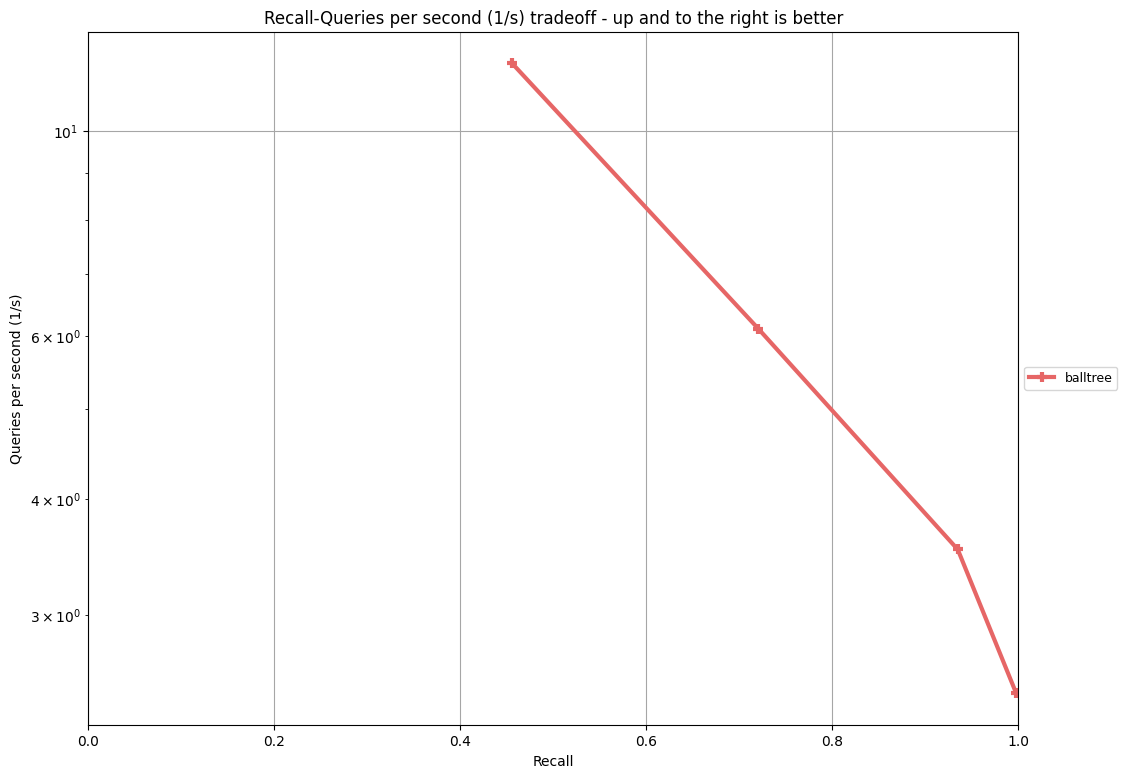 Recall-Queries per second (1/s) tradeoff - up and to the right is better
Queries per second (1/s)
10¹
6 × 10⁰
4 × 10⁰
3 × 10⁰
balltree
0.0 0.2 0.4 0.6 0.8 1.0
Recall